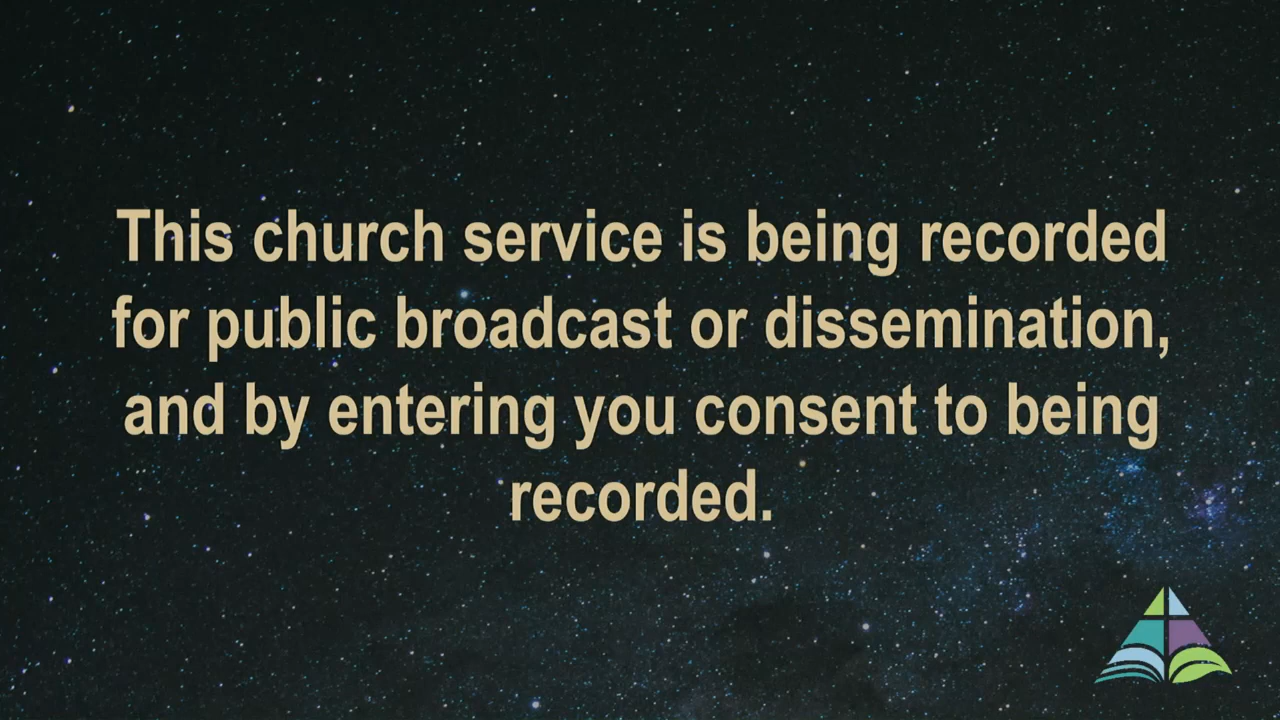 This church service is being recorded
for public broadcast or dissemination,
and by entering you consent to being
recorded.